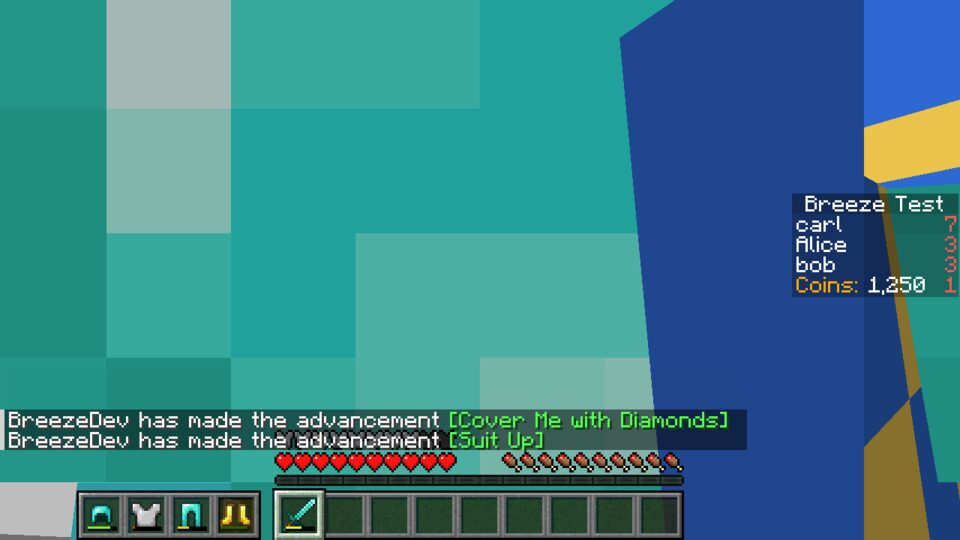 Breeze Test
carl 7
Alice 3
bob 3
Coins: 1,250 1
BreezeDev has made the advancement [Cover Me with Diamonds]
BreezeDev has made the advancement [Suit Up]